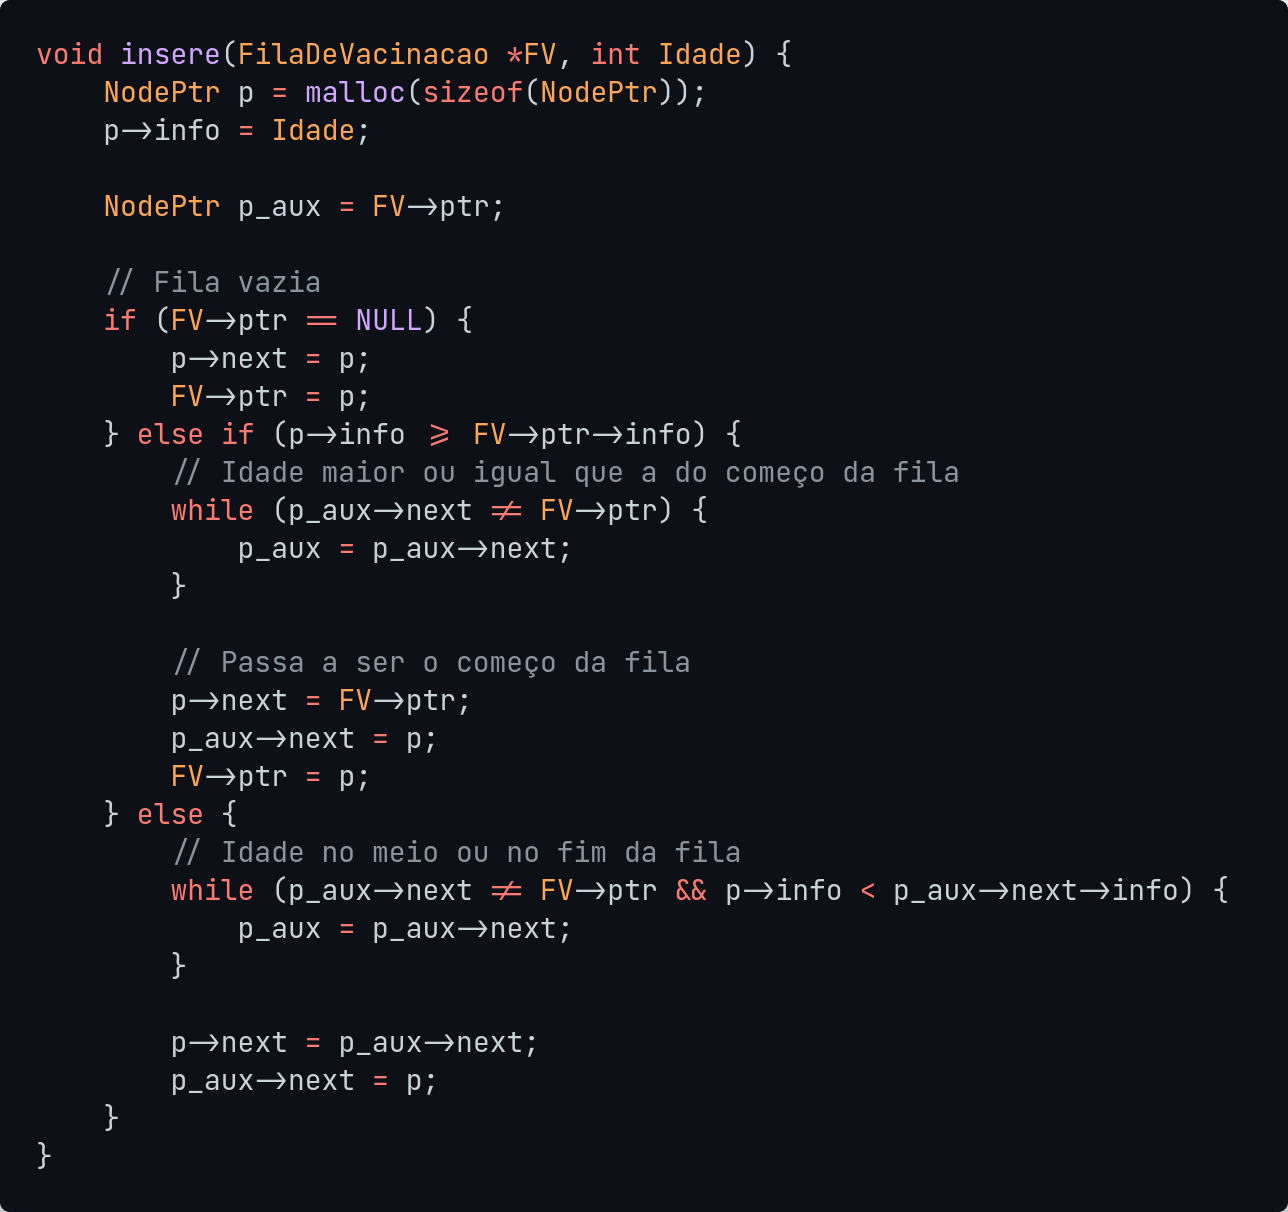 void insere(FilaDeVacinacao *FV, int Idade) {
    NodePtr p = malloc(sizeof(NodePtr));
    p->info = Idade;

    NodePtr p_aux = FV->ptr;

    // Fila vazia
    if (FV->ptr == NULL) {
        p->next = p;
        FV->ptr = p;
    } else if (p->info >= FV->ptr->info) {
        // Idade maior ou igual que a do começo da fila
        while (p_aux->next != FV->ptr) {
            p_aux = p_aux->next;
        }

        // Passa a ser o começo da fila
        p->next = FV->ptr;
        p_aux->next = p;
        FV->ptr = p;
    } else {
        // Idade no meio ou no fim da fila
        while (p_aux->next != FV->ptr && p->info < p_aux->next->info) {
            p_aux = p_aux->next;
        }

        p->next = p_aux->next;
        p_aux->next = p;
    }
}